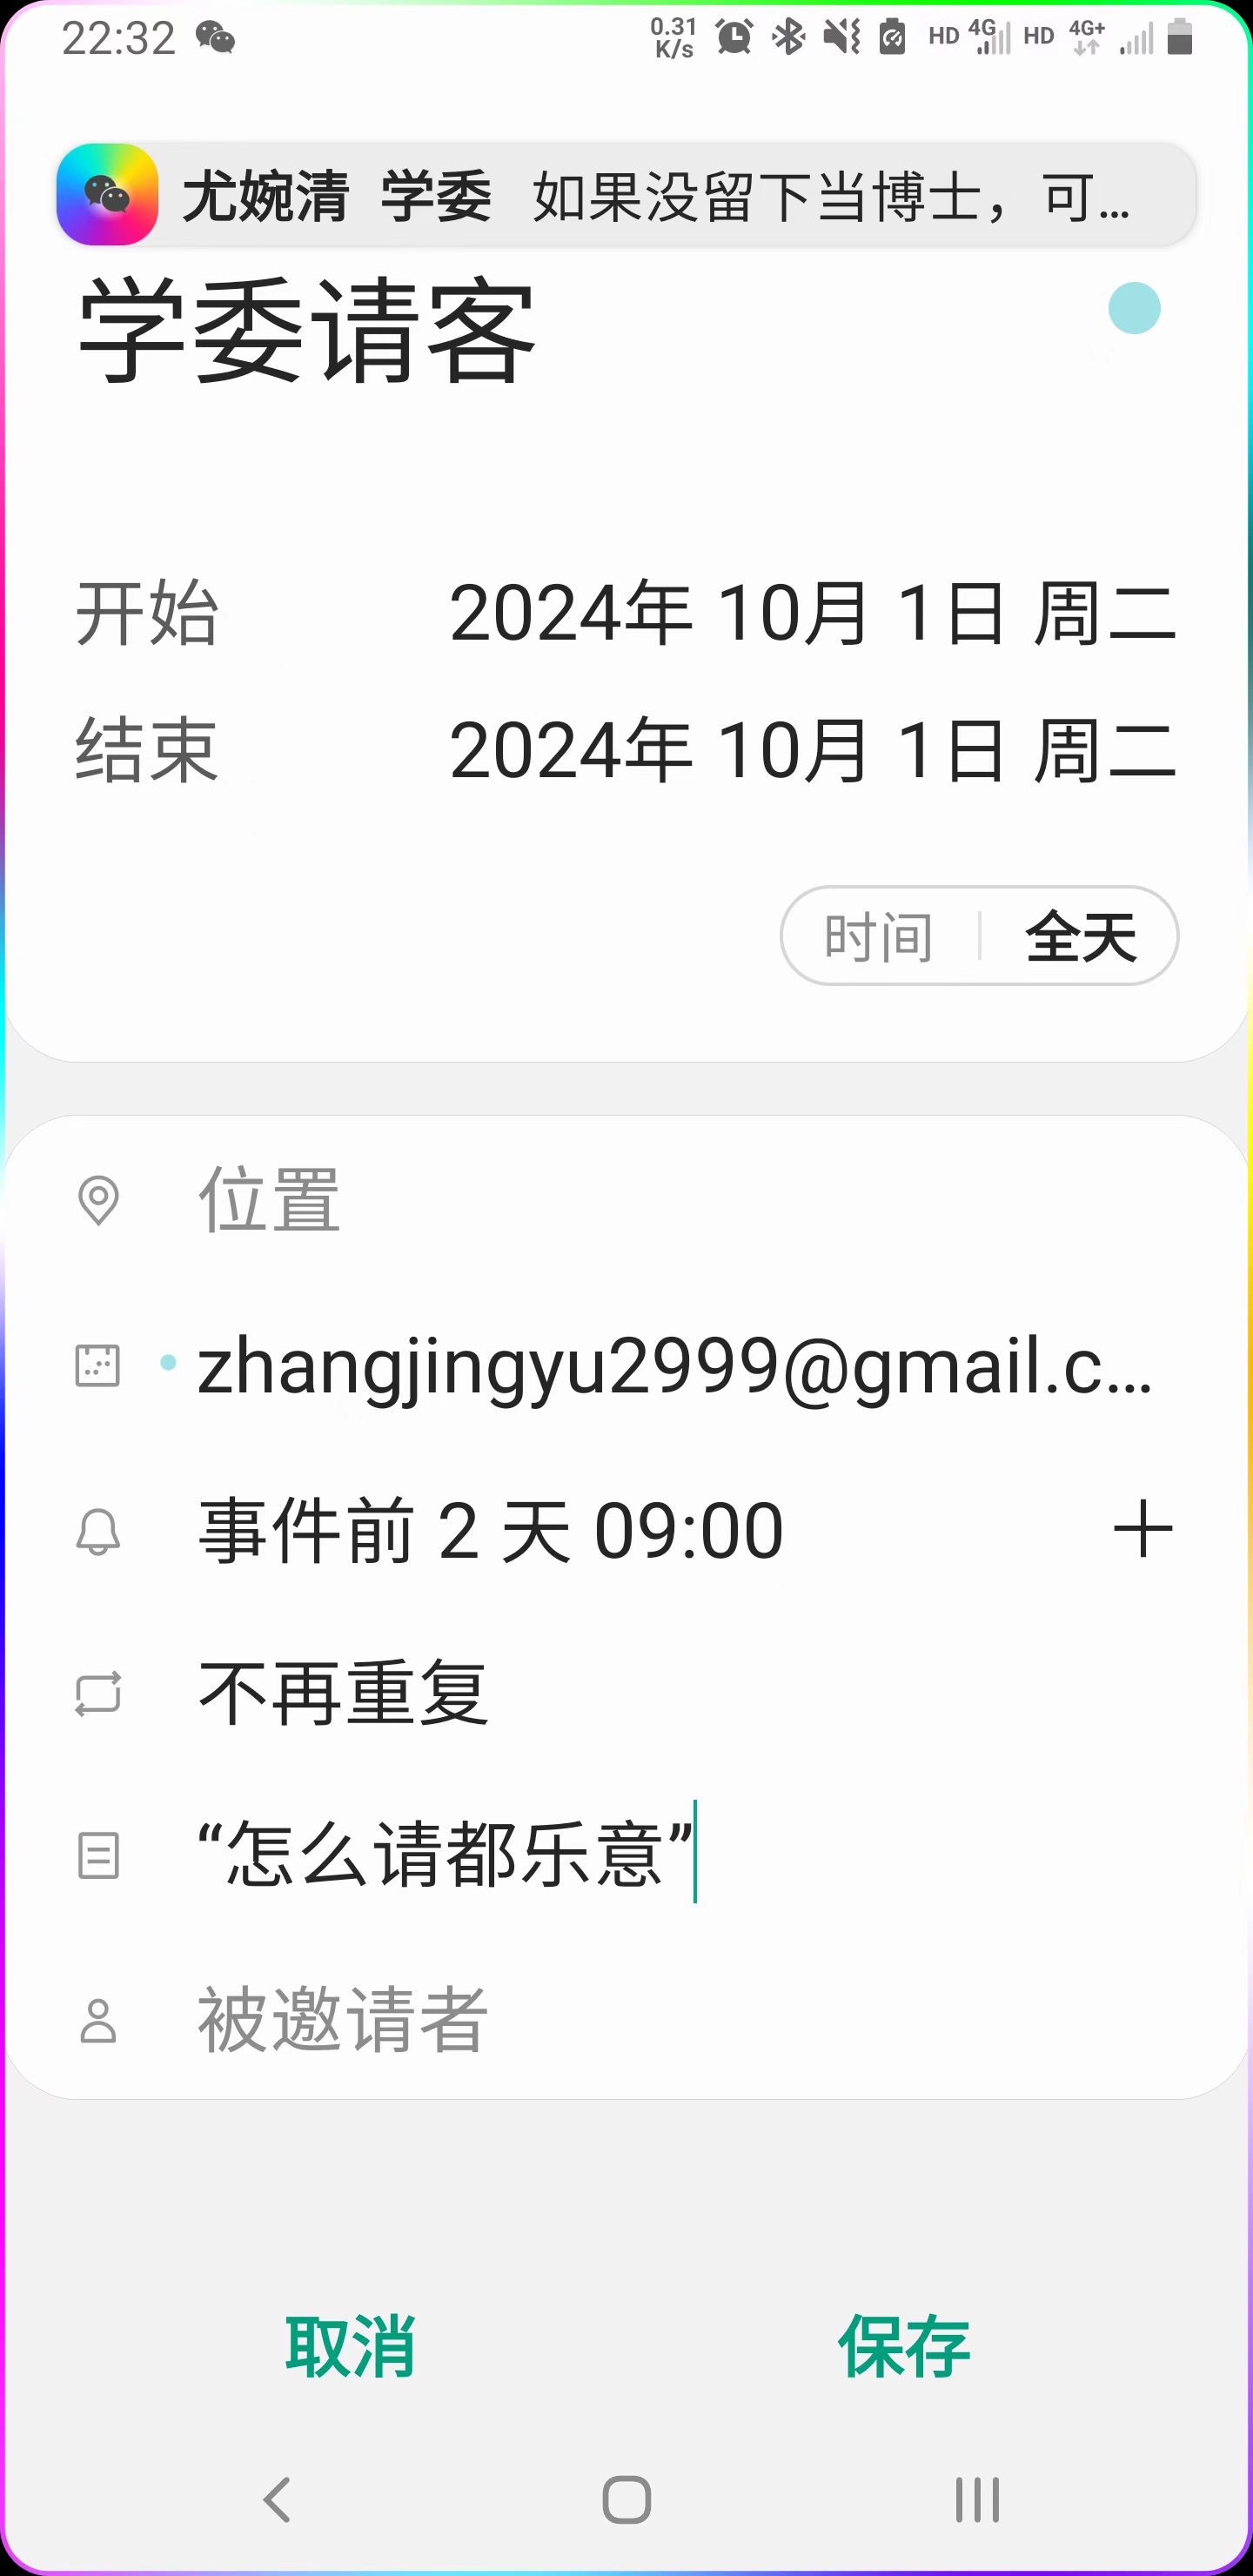 22:32
0.31 K/s HD 4G HD 4G+
尤婉清 学委 如果没留下当博士，可...
学委请客
开始 2024年 10月 1日 周二
结束 2024年 10月 1日 周二
时间 全天
位置
zhangjingyu2999@gmail.c...
事件前 2 天 09:00
不再重复
“怎么请都乐意”
被邀请者
取消 保存